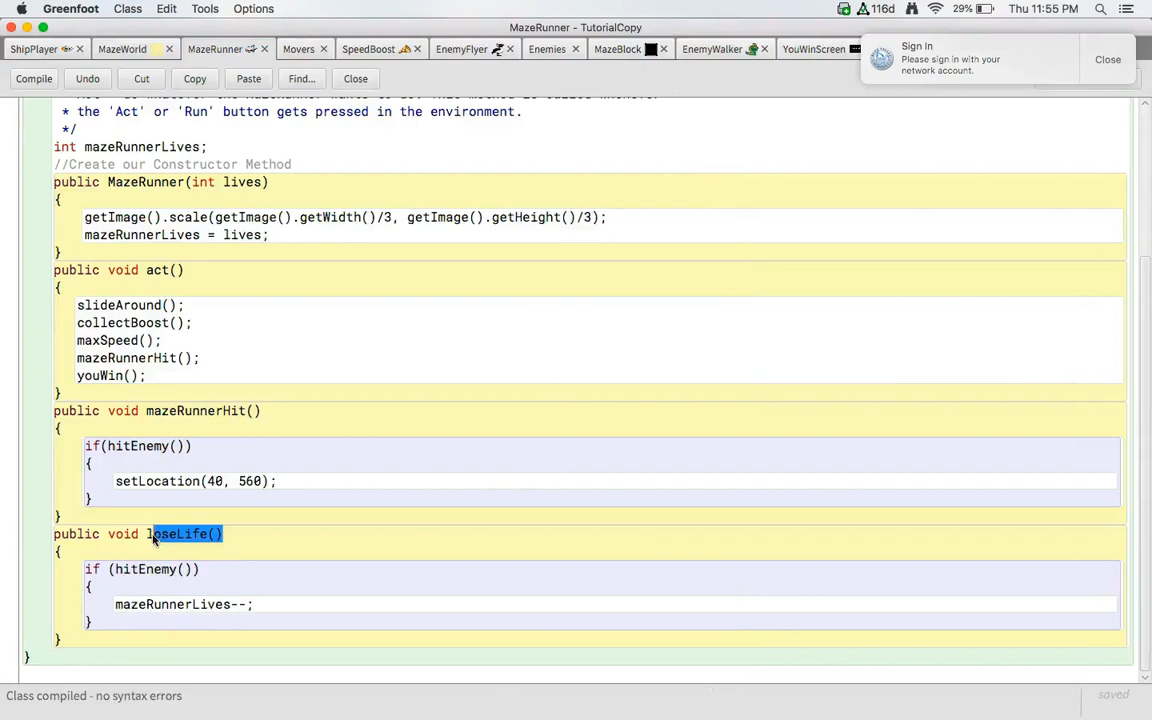 Greenfoot Class Edit Tools Controls 116d 29% Thu 11:55 PM
MazeRunner - TutorialCopy
ShipPlayer MazeWorld MazeRunner Movers SpeedBoost EnemyFlyer Enemies MazeBlock EnemyWalker YouWinScreen
Sign In
Please sign in with your
network account.
Close
Compile Undo Cut Copy Paste Find... Close
* the 'Act' or 'Run' button gets pressed in the environment.
*/
int mazeRunnerLives;
//Create our Constructor Method
public MazeRunner(int lives)
{
getImage().scale(getImage().getWidth()/3, getImage().getHeight()/3);
mazeRunnerLives = lives;
}
public void act()
{
slideAround();
collectBoost();
maxSpeed();
mazeRunnerHit();
youWin();
}
public void mazeRunnerHit()
{
if(hitEnemy())
{
setLocation(40, 560);
}
}
public void loseLife()
{
if (hitEnemy())
{
mazeRunnerLives--;
}
}
}
Class compiled - no syntax errors
saved